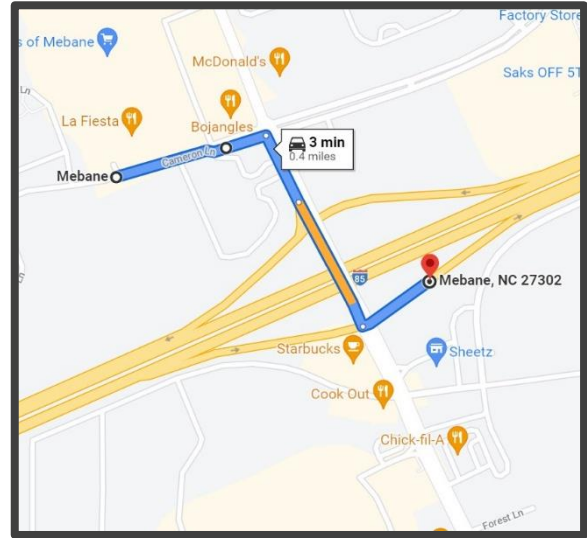 Factory Store
s of Mebane
McDonald's
Saks OFF 5T
La Fiesta
Bojangles
3 min
0.4 miles
Cameron Ln
Mebane
85
Mebane, NC 27302
Starbucks
Sheetz
Cook Out
Chick-fil-A
Forest Ln